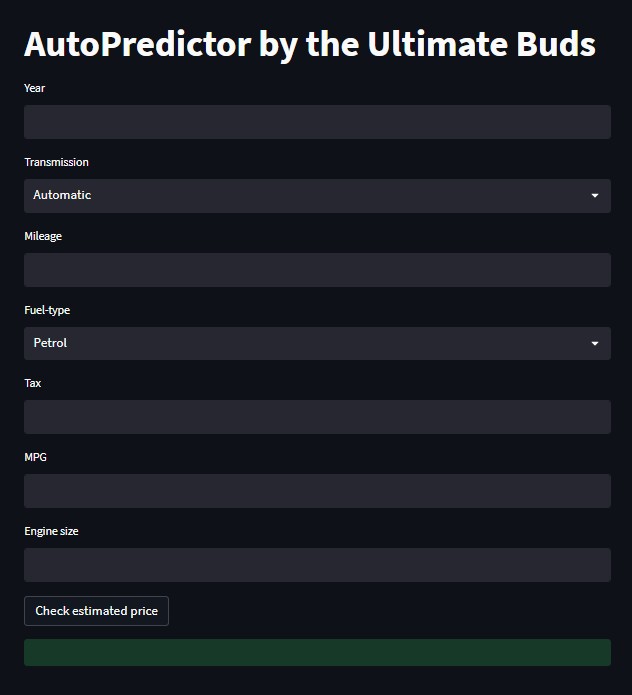 AutoPredictor by the Ultimate Buds
Year
Transmission
Automatic
Mileage
Fuel-type
Petrol
Tax
MPG
Engine size
Check estimated price